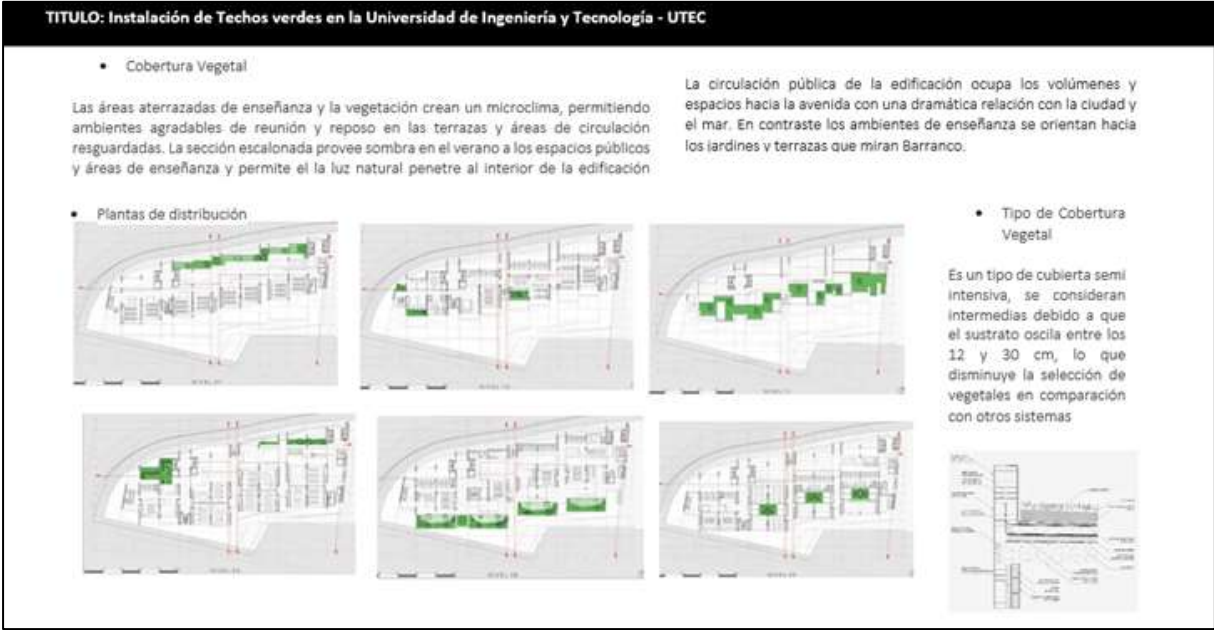 TITULO: Instalación de Techos verdes en la Universidad de Ingeniería y Tecnología - UTEC
• Cobertura Vegetal
Las áreas aterrazadas de enseñanza y la vegetación crean un microclima, permitiendo
ambientes agradables de reunión y reposo en las terrazas y áreas de circulación
resguardadas. La sección escalonada provee sombra en el verano a los espacios públicos
y áreas de enseñanza y permite el la luz natural penetre al interior de la edificación
La circulación pública de la edificación ocupa los volúmenes y
espacios hacia la avenida con una dramática relación con la ciudad y
el mar. En contraste los ambientes de enseñanza se orientan hacia
los jardines y terrazas que miran Barranco.
• Plantas de distribución
• Tipo de Cobertura
Vegetal
Es un tipo de cubierta semi
intensiva, se consideran
intermedias debido a que
el sustrato oscila entre los
12 y 30 cm, lo que
disminuye la selección de
vegetales en comparación
con otros sistemas